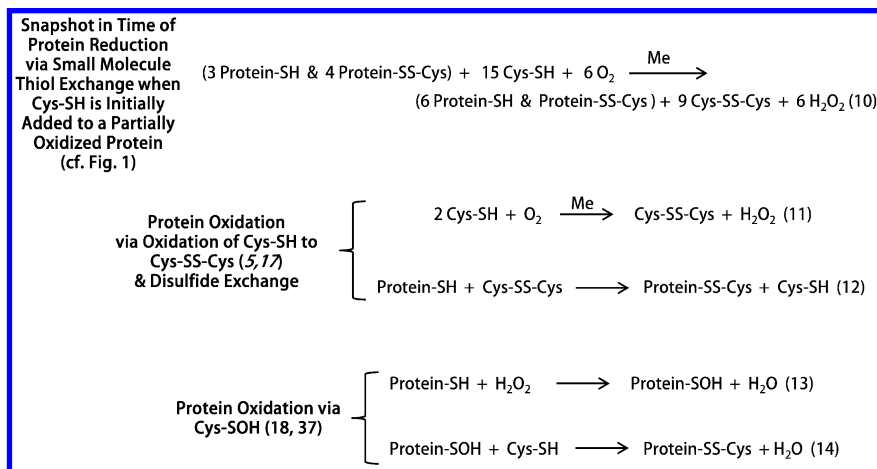 Snapshot in Time of
Protein Reduction
via Small Molecule
Thiol Exchange when
Cys-SH is Initially
Added to a Partially
Oxidized Protein
(cf. Fig. 1)
(3 Protein-SH & 4 Protein-SS-Cys) + 15 Cys-SH + 6 O₂ Me ⟶
(6 Protein-SH & Protein-SS-Cys) + 9 Cys-SS-Cys + 6 H₂O₂ (10)
Protein Oxidation
via Oxidation of Cys-SH to
Cys-SS-Cys (5,17)
& Disulfide Exchange
2 Cys-SH + O₂ Me ⟶ Cys-SS-Cys + H₂O₂ (11)
Protein-SH + Cys-SS-Cys ⟶ Protein-SS-Cys + Cys-SH (12)
Protein Oxidation via
Cys-SOH (18, 37)
Protein-SH + H₂O₂ ⟶ Protein-SOH + H₂O (13)
Protein-SOH + Cys-SH ⟶ Protein-SS-Cys + H₂O (14)